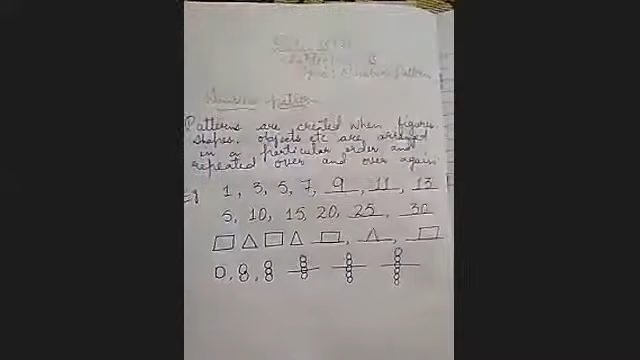 Number pattern
Patterns are created when figures,
shapes, objects etc are arranged
in a particular order and
repeated over and over again
Eg 1, 3, 5, 7, 9, 11, 13
5, 10, 15, 20, 25, 30